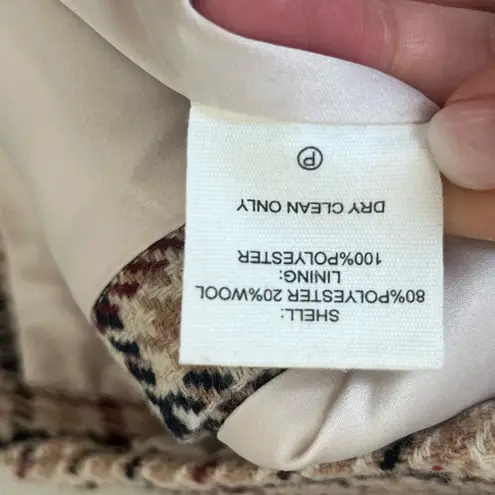 SHELL:
80%POLYESTER 20%WOOL
LINING:
100%POLYESTER
DRY CLEAN ONLY
P